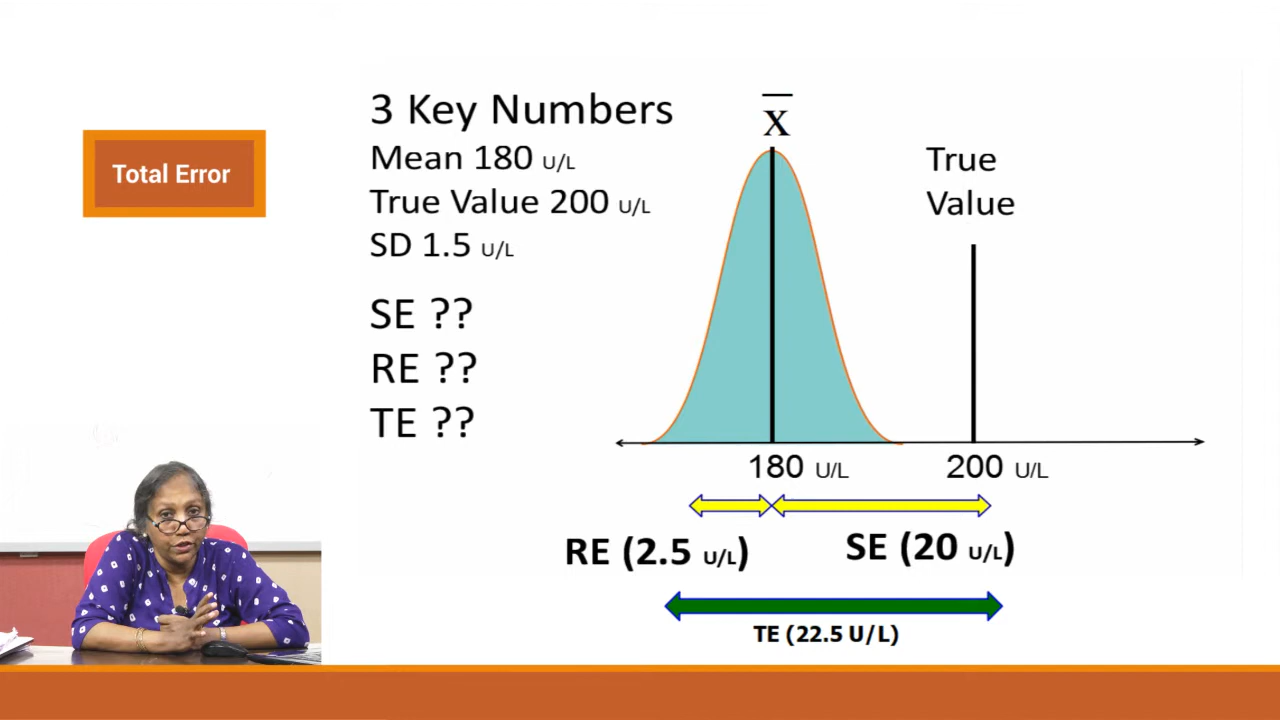 Total Error
3 Key Numbers
Mean 180 U/L
True Value 200 U/L
SD 1.5 U/L
SE ??
RE ??
TE ??
X
True
Value
180 U/L
200 U/L
RE (2.5 U/L)
SE (20 U/L)
TE (22.5 U/L)